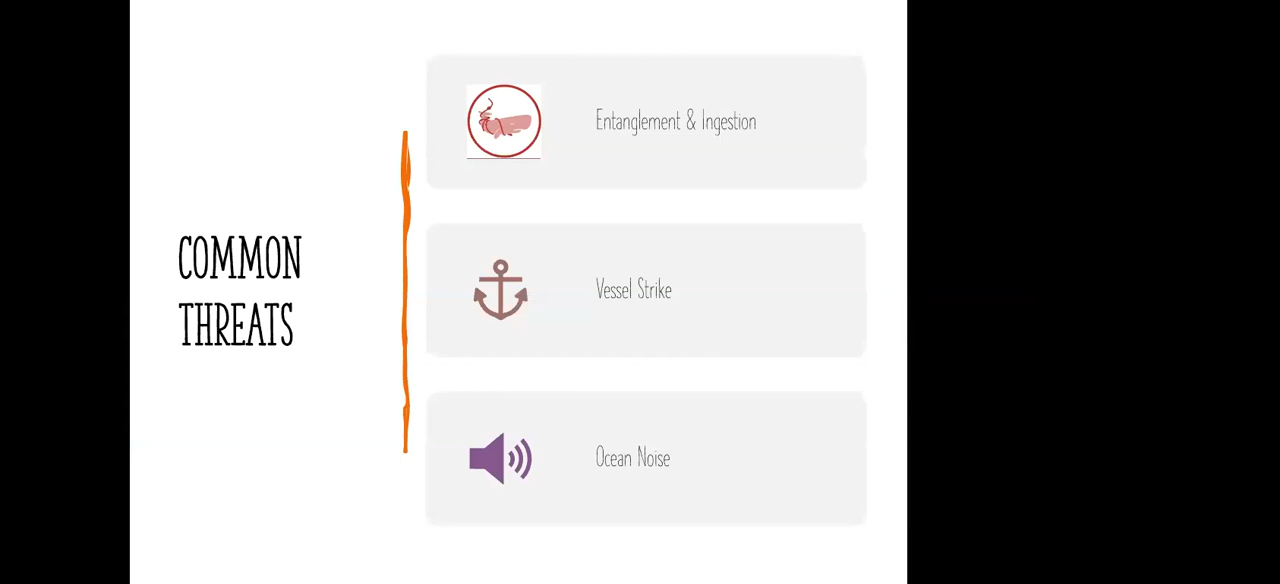 COMMON
THREATS
Entanglement & Ingestion
Vessel Strike
Ocean Noise